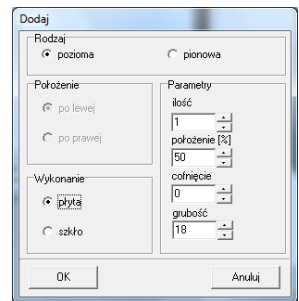 Dodaj
Rodzaj
pozioma
pionowa
Położenie
po lewej
po prawej
Wykonanie
płyta
szkło
Parametry
ilość
1
położenie [%]
50
cofnięcie
0
grubość
18
OK
Anuluj